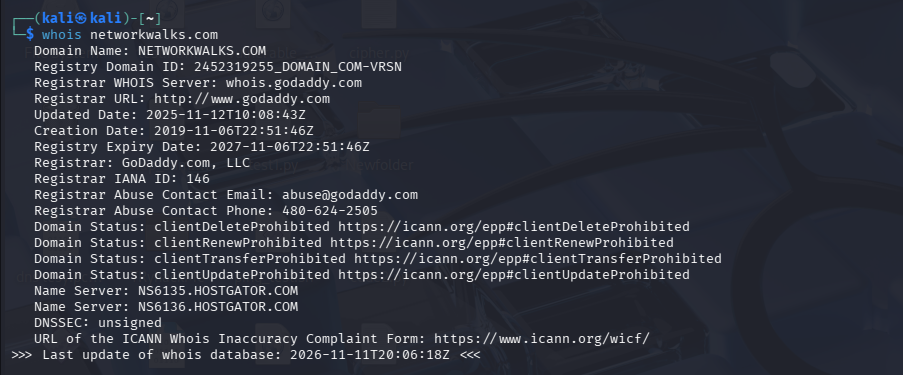 ┌──(kali㉿kali)-[~]
└─$ whois networkwalks.com
Domain Name: NETWORKWALKS.COM
Registry Domain ID: 2452319255_DOMAIN_COM-VRSN
Registrar WHOIS Server: whois.godaddy.com
Registrar URL: http://www.godaddy.com
Updated Date: 2025-11-12T10:08:43Z
Creation Date: 2019-11-06T22:51:46Z
Registry Expiry Date: 2027-11-06T22:51:46Z
Registrar: GoDaddy.com, LLC
Registrar IANA ID: 146
Registrar Abuse Contact Email: abuse@godaddy.com
Registrar Abuse Contact Phone: 480-624-2505
Domain Status: clientDeleteProhibited https://icann.org/epp#clientDeleteProhibited
Domain Status: clientRenewProhibited https://icann.org/epp#clientRenewProhibited
Domain Status: clientTransferProhibited https://icann.org/epp#clientTransferProhibited
Domain Status: clientUpdateProhibited https://icann.org/epp#clientUpdateProhibited
Name Server: NS6135.HOSTGATOR.COM
Name Server: NS6136.HOSTGATOR.COM
DNSSEC: unsigned
URL of the ICANN Whois Inaccuracy Complaint Form: https://www.icann.org/wicf/
>>> Last update of whois database: 2026-11-11T20:06:18Z <<<